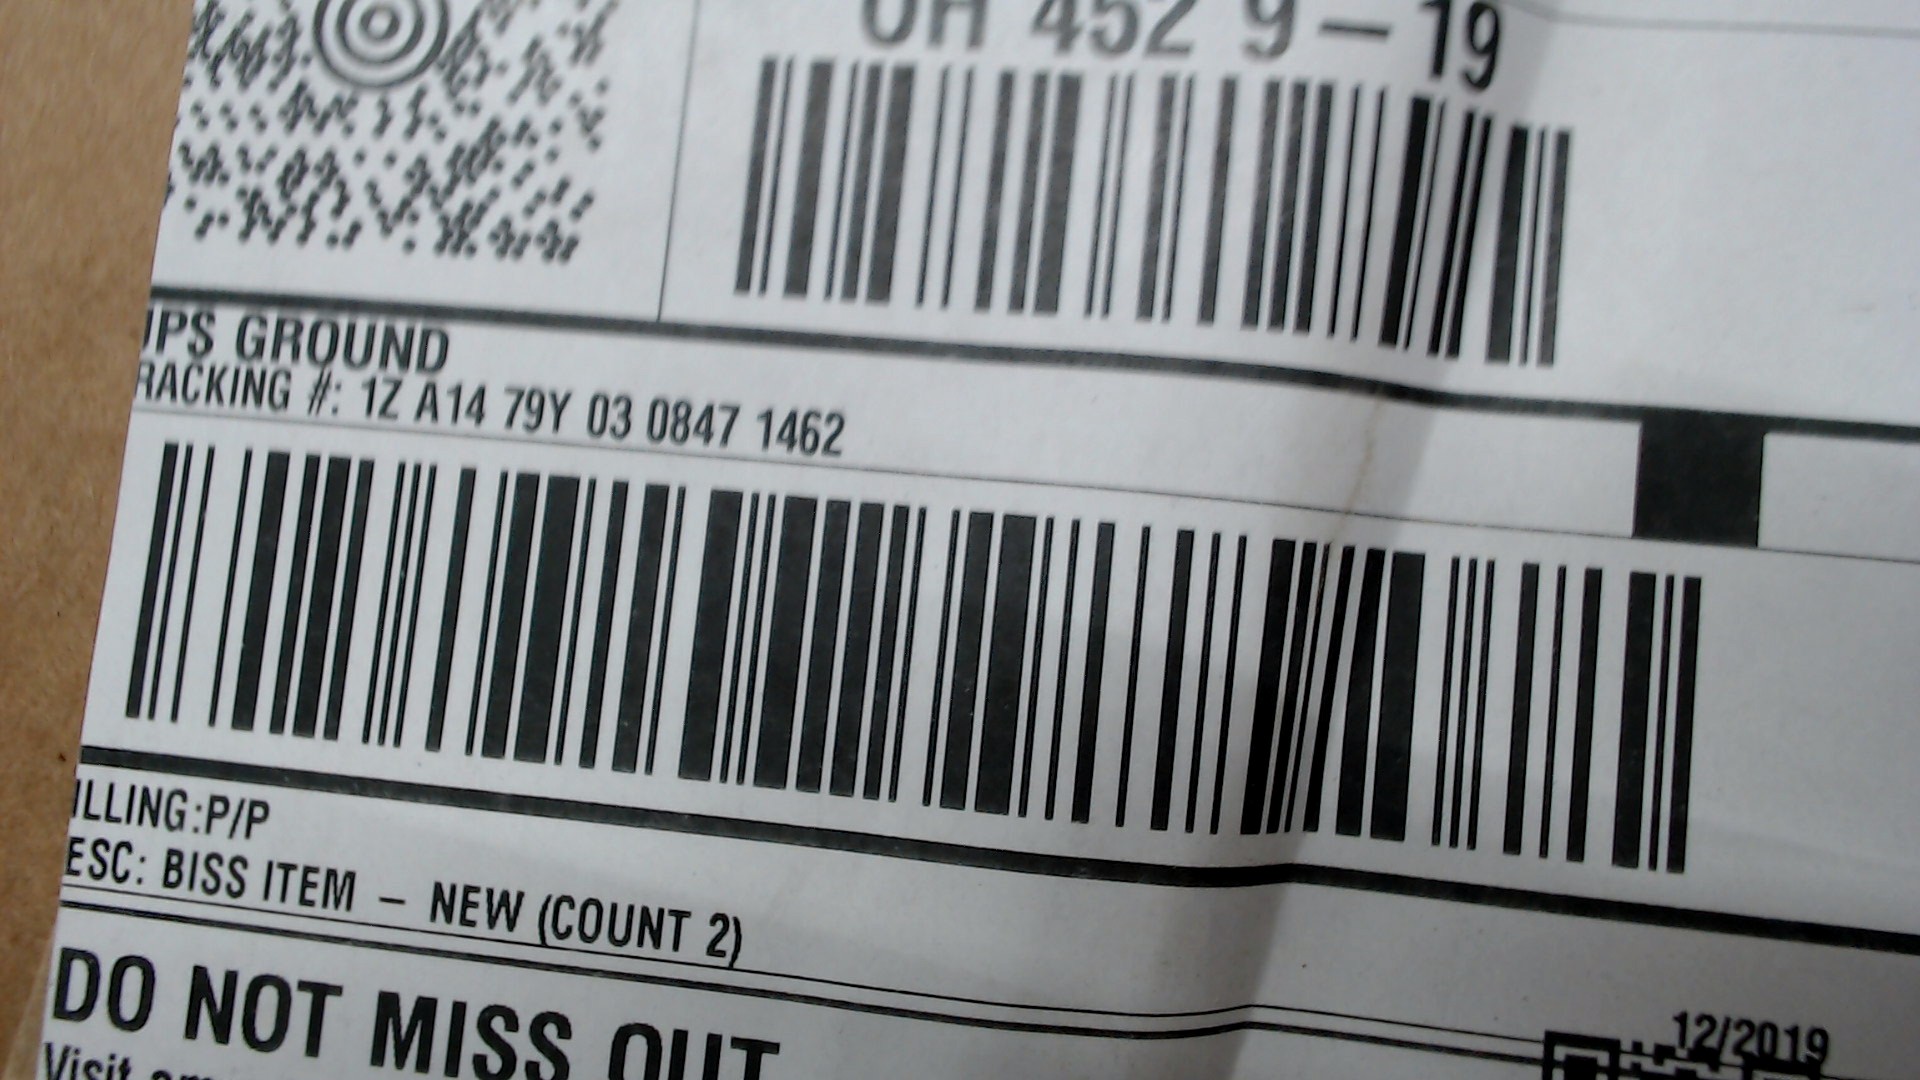 OH 452 9-19
UPS GROUND
RACKING #: 1Z A14 79Y 03 0847 1462
ILLING:P/P
ESC: BISS ITEM - NEW (COUNT 2)
DO NOT MISS OUT
Visit
12/2019